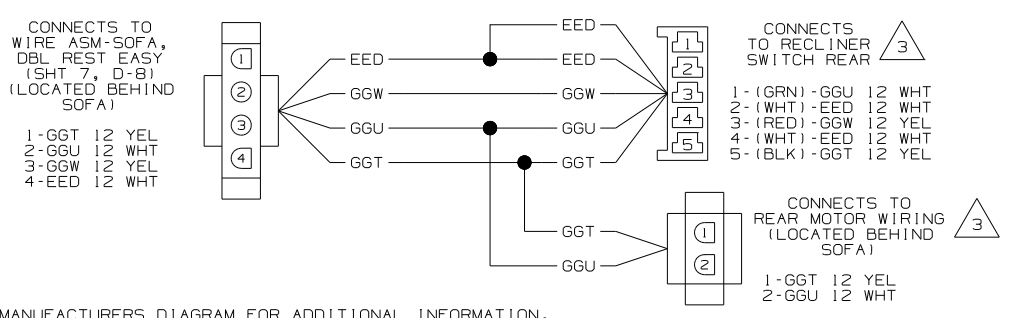 CONNECTS TO
WIRE ASM-SOFA,
DBL REST EASY
(SHT 7, D-8)
(LOCATED BEHIND
SOFA)
1-GGT 12 YEL
2-GGU 12 WHT
3-GGW 12 YEL
4-EED 12 WHT
1
2
3
4
EED
GGW
GGU
GGT
EED
EED
GGW
GGU
GGT
GGT
GGU
1
2
3
4
5
CONNECTS
TO RECLINER
SWITCH REAR
3
1-(GRN)-GGU 12 WHT
2-(WHT)-EED 12 WHT
3-(RED)-GGW 12 YEL
4-(WHT)-EED 12 WHT
5-(BLK)-GGT 12 YEL
1
2
CONNECTS TO
REAR MOTOR WIRING
(LOCATED BEHIND
SOFA)
3
1-GGT 12 YEL
2-GGU 12 WHT
MANUFACTURERS DIAGRAM FOR ADDITIONAL INFORMATION.